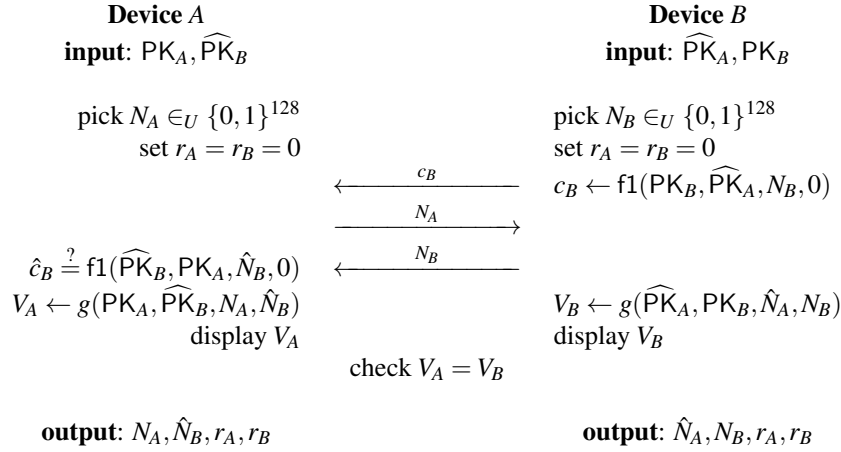 Device A Device B
input: PK_A, \widehat{PK}_B input: \widehat{PK}_A, PK_B
pick N_A ∈_U {0,1}^{128} pick N_B ∈_U {0,1}^{128}
set r_A = r_B = 0 set r_A = r_B = 0
c_B c_B ← f1(PK_B, \widehat{PK}_A, N_B, 0)
N_A
ĉ_B ≟ f1(\widehat{PK}_B, PK_A, \hat{N}_B, 0) N_B
V_A ← g(PK_A, \widehat{PK}_B, N_A, \hat{N}_B) V_B ← g(\widehat{PK}_A, PK_B, \hat{N}_A, N_B)
display V_A display V_B
check V_A = V_B
output: N_A, \hat{N}_B, r_A, r_B output: \hat{N}_A, N_B, r_A, r_B